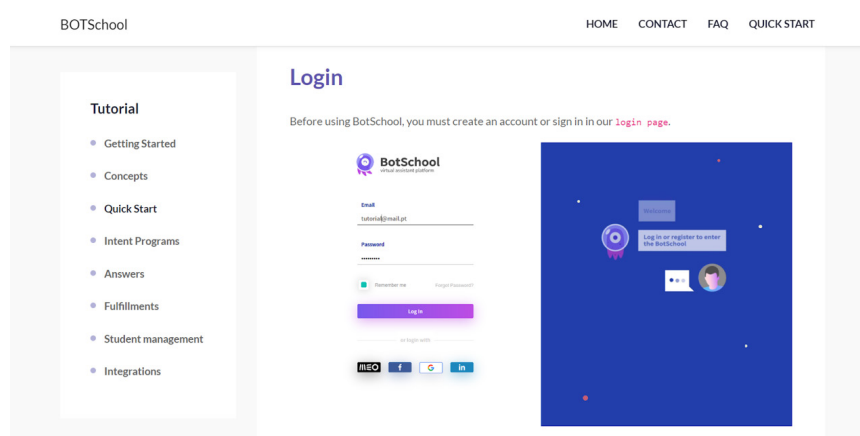 BOTSchool
HOME CONTACT FAQ QUICK START
Tutorial
Getting Started
Concepts
Quick Start
Intent Programs
Answers
Fulfillments
Student management
Integrations
Login
Before using BotSchool, you must create an account or sign in in our login page.
BotSchool
virtual assistant platform
Email
tutorial@mail.pt
Password
Remember me Forgot Password?
Log In
or login with
MEO f G in
Welcome
Log in or register to enter
the BotSchool